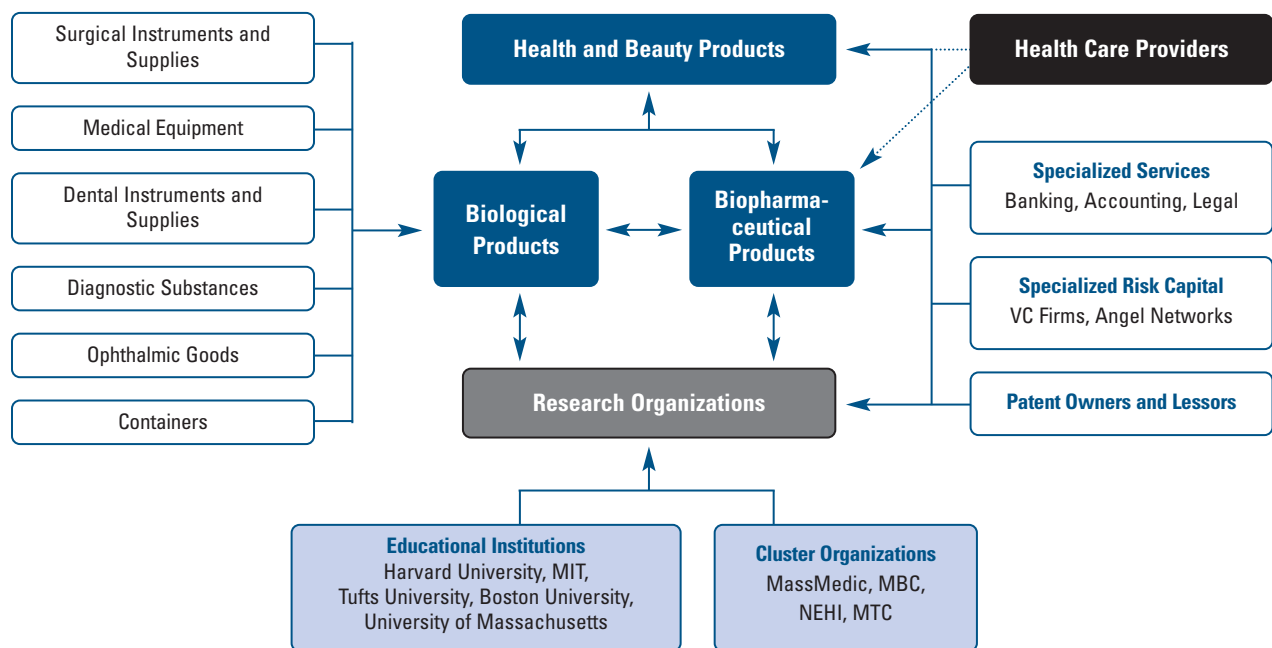 Surgical Instruments and
Supplies
Medical Equipment
Dental Instruments and
Supplies
Diagnostic Substances
Ophthalmic Goods
Containers
Health and Beauty Products
Biological
Products
Biopharma-
ceutical
Products
Research Organizations
Educational Institutions
Harvard University, MIT,
Tufts University, Boston University,
University of Massachusetts
Cluster Organizations
MassMedic, MBC,
NEHI, MTC
Health Care Providers
Specialized Services
Banking, Accounting, Legal
Specialized Risk Capital
VC Firms, Angel Networks
Patent Owners and Lessors